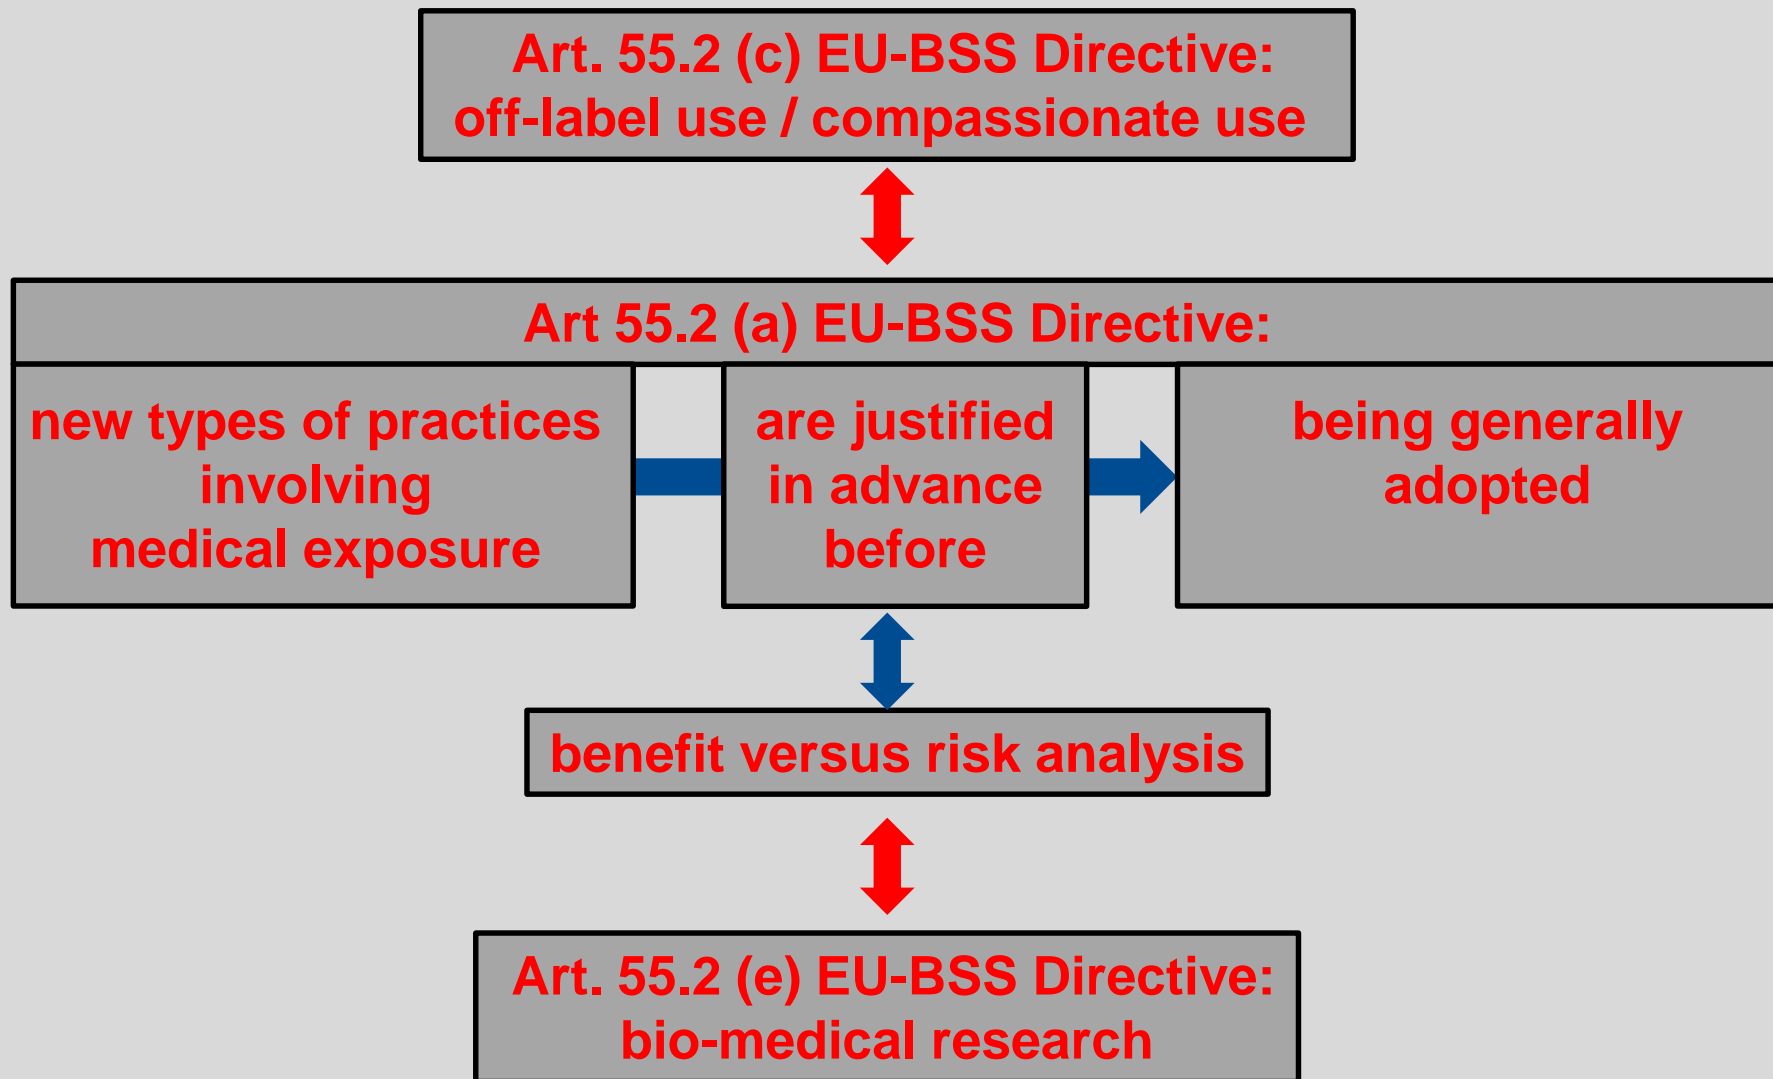 Art. 55.2 (c) EU-BSS Directive:
off-label use / compassionate use
Art 55.2 (a) EU-BSS Directive:
new types of practices
involving
medical exposure
are justified
in advance
before
being generally
adopted
benefit versus risk analysis
Art. 55.2 (e) EU-BSS Directive:
bio-medical research